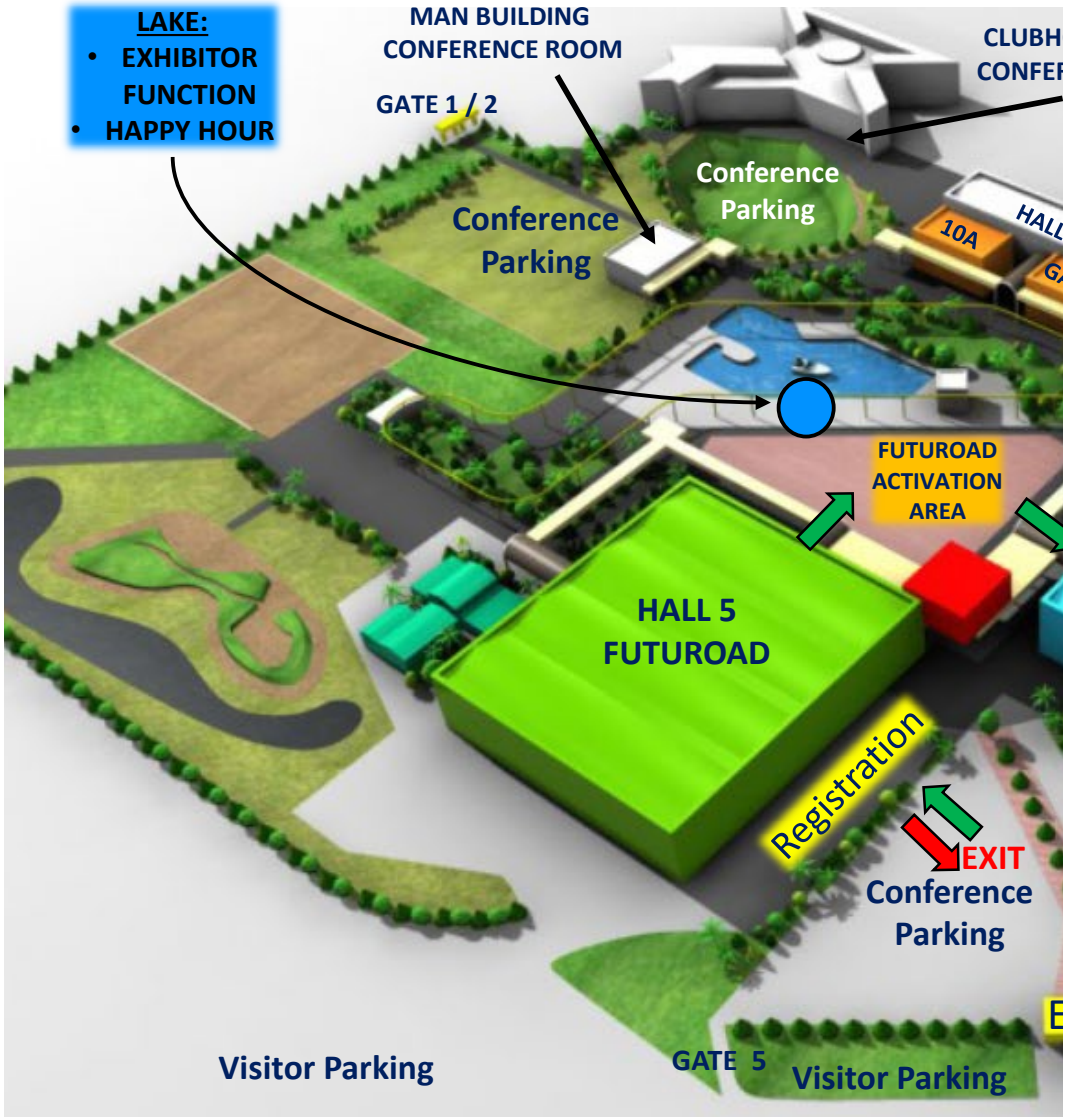 LAKE:
• EXHIBITOR
FUNCTION
• HAPPY HOUR
MAN BUILDING
CONFERENCE ROOM
GATE 1 / 2
Conference
Parking
Conference
Parking
10A
HALL
FUTUROAD
ACTIVATION
AREA
HALL 5
FUTUROAD
Registration
EXIT
Conference
Parking
GATE 5
Visitor Parking
Visitor Parking